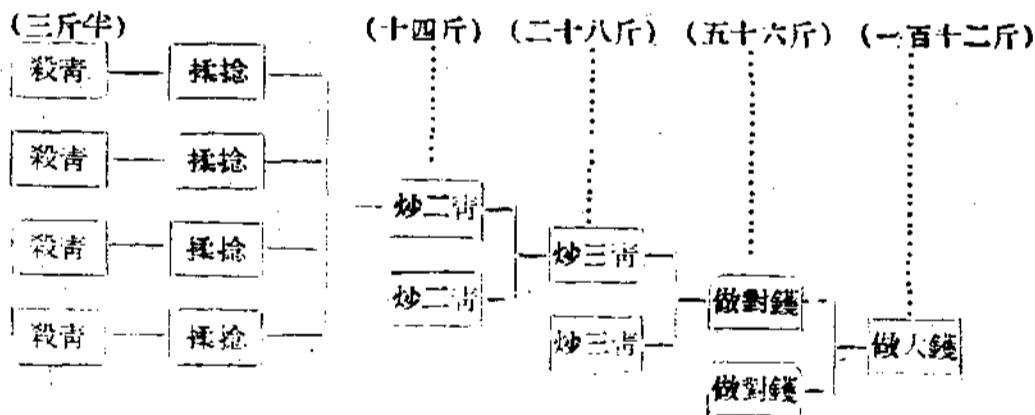 (三斤半) (十四斤) (二十八斤) (五十六斤) (一百十二斤)
殺青 揉捻
殺青 揉捻
炒二青
殺青 揉捻 炒三青
炒二青 做對鑊
殺青 揉捻 炒三青 做大鑊
做對鑊